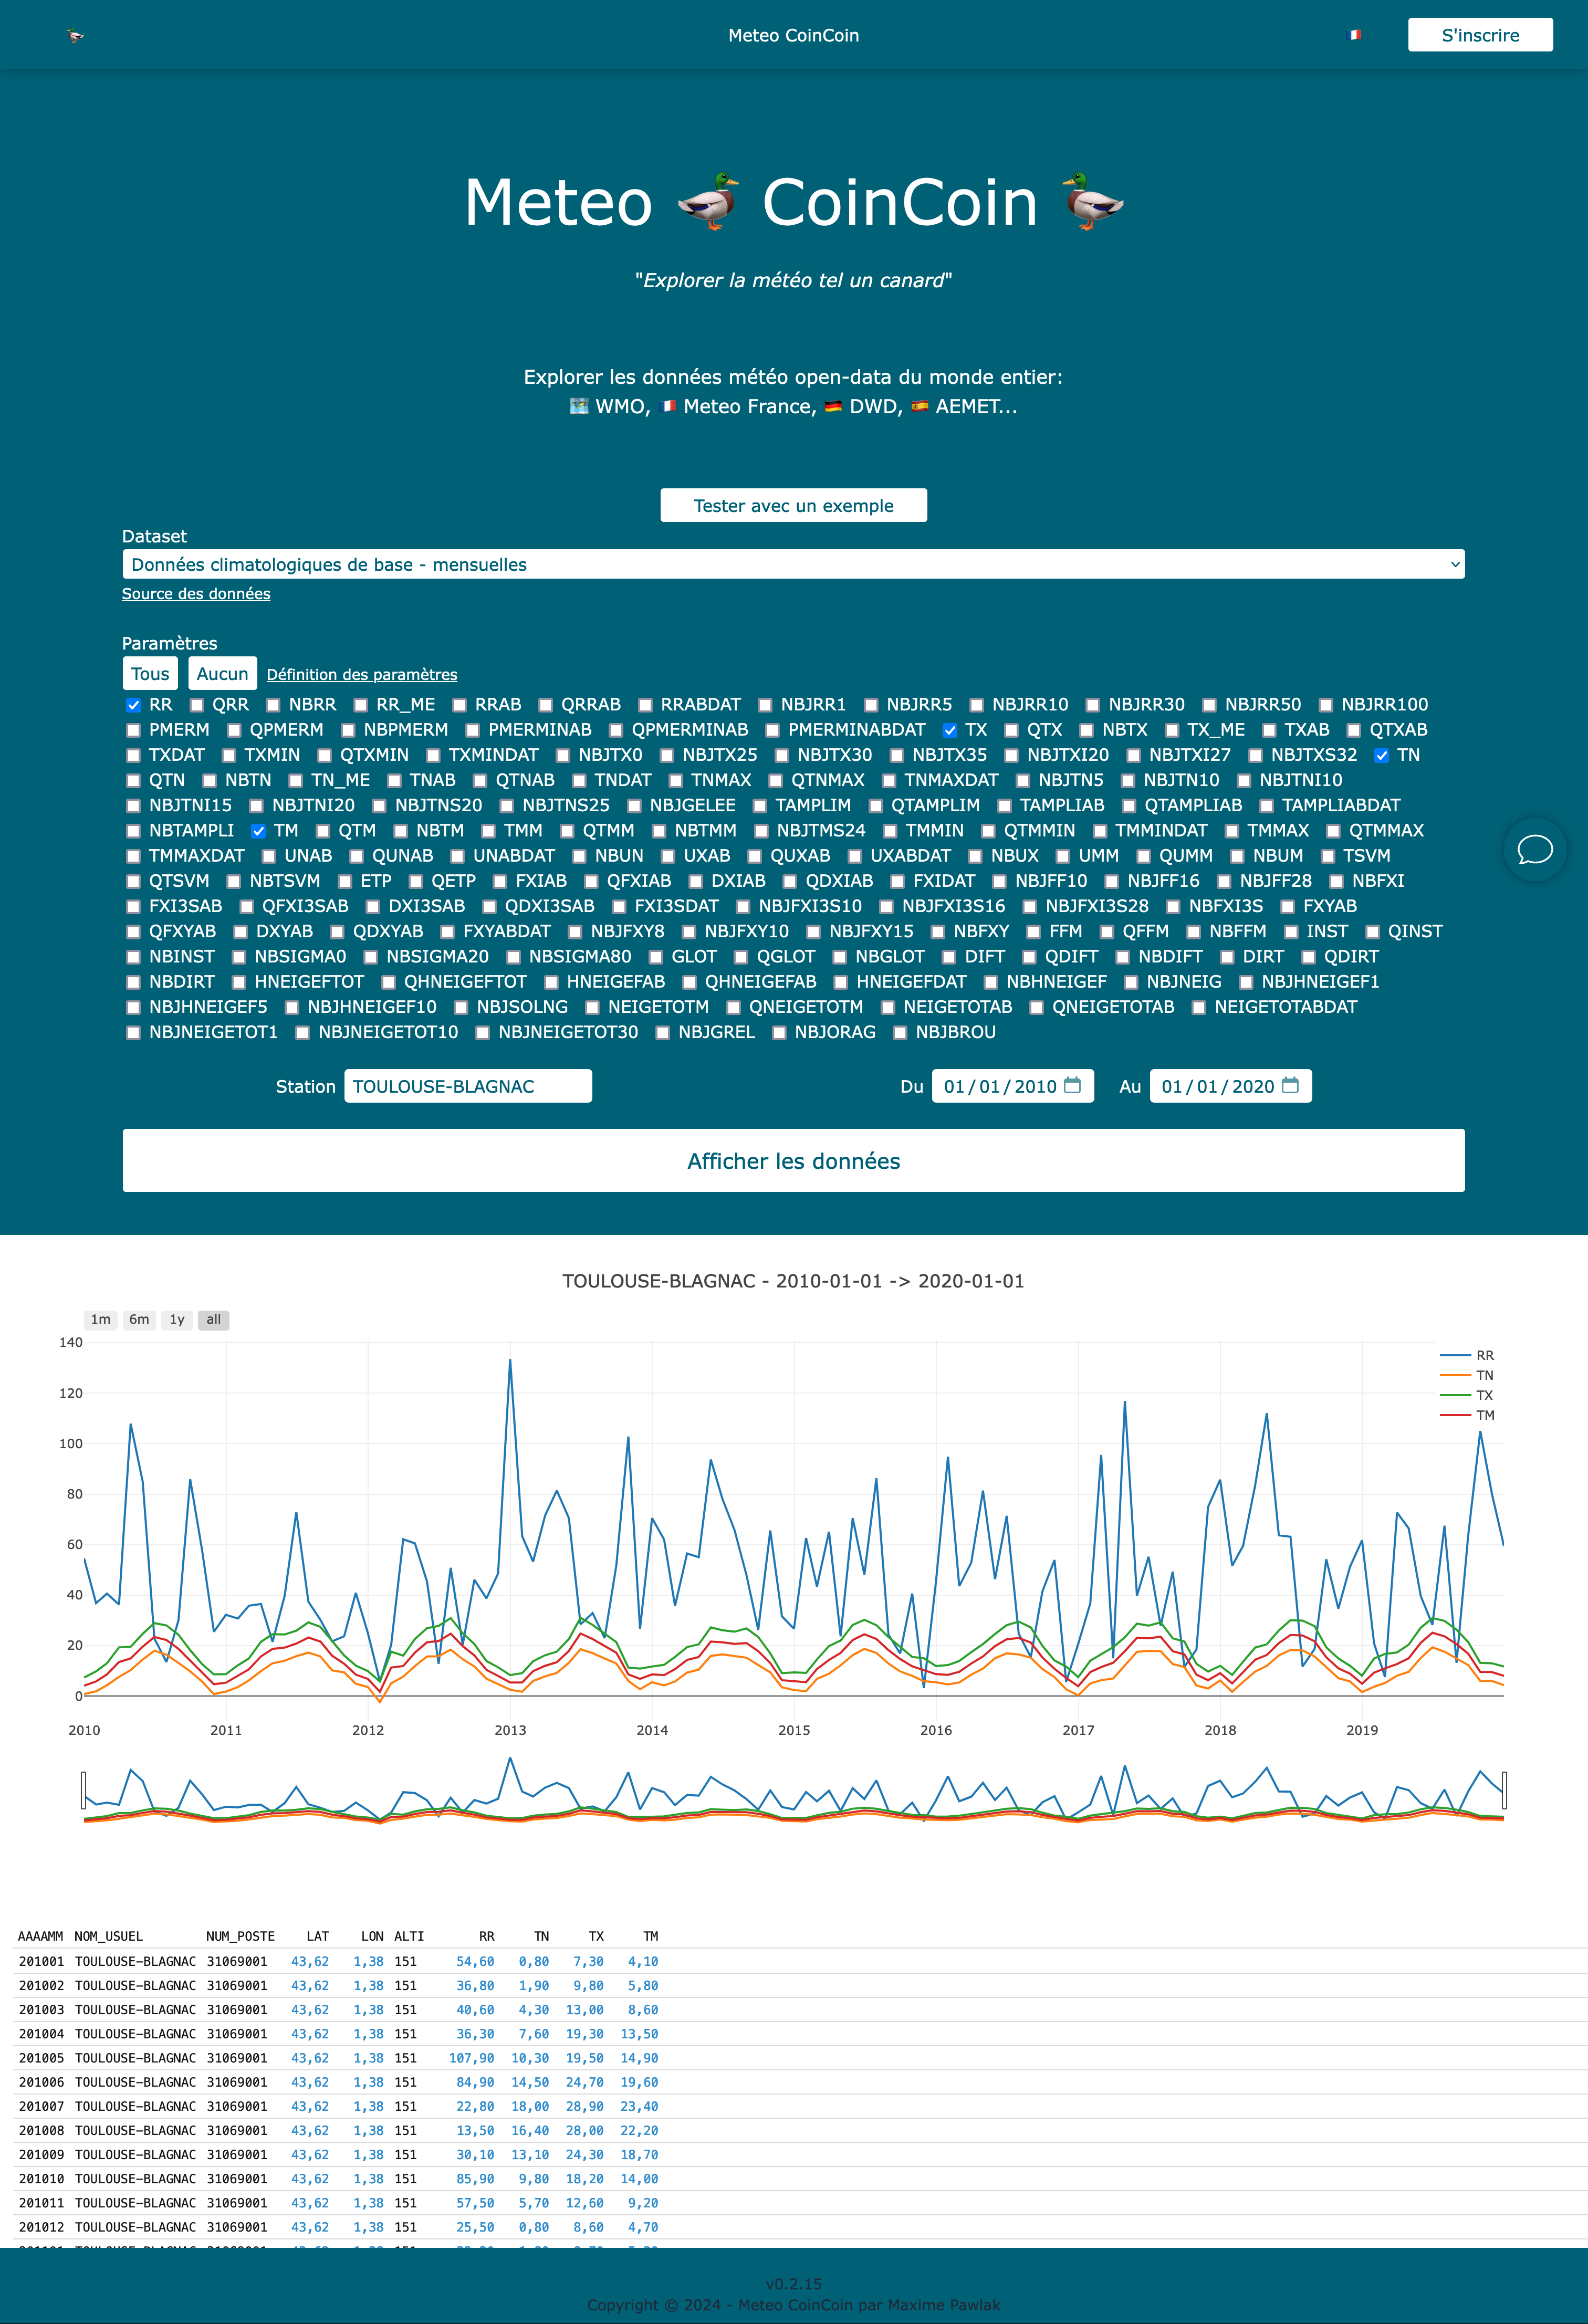 Meteo CoinCoin
S'inscrire
Meteo CoinCoin
"Explorer la météo tel un canard"
Explorer les données météo open-data du monde entier:
WMO, Meteo France, DWD, AEMET...
Tester avec un exemple
Dataset
Données climatologiques de base - mensuelles
Source des données
Paramètres
Tous Aucun Définition des paramètres
RR QRR NBRR RR_ME RRAB QRRAB RRABDAT NBJRR1 NBJRR5 NBJRR10 NBJRR30 NBJRR50 NBJRR100
PMERM QPMERM NBPMERM PMERMINAB QPMERMINAB PMERMINABDAT TX QTX NBTX TX_ME TXAB QTXAB
TXDAT TXMIN QTXMIN TXMINDAT NBJTX0 NBJTX25 NBJTX30 NBJTX35 NBJTXI20 NBJTXI27 NBJTXS32 TN
QTN NBTN TN_ME TNAB QTNAB TNDAT TNMAX QTNMAX TNMAXDAT NBJTN5 NBJTN10 NBJTNI10
NBJTNI15 NBJTNI20 NBJTNS20 NBJTNS25 NBJGELEE TAMPLIM QTAMPLIM TAMPLIAB QTAMPLIAB TAMPLIABDAT
NBTAMPLI TM QTM NBTM TMM QTMM NBTMM NBJTMS24 TMMIN QTMMIN TMMINDAT TMMAX QTMMAX
TMMAXDAT UNAB QUNAB UNABDAT NBUN UXAB QUXAB UXABDAT NBUX UMM QUMM NBUM TSVM
QTSVM NBTSVM ETP QETP FXIAB QFXIAB DXIAB QDXIAB FXIDAT NBJFF10 NBJFF16 NBJFF28 NBFXI
FXI3SAB QFXI3SAB DXI3SAB QDXI3SAB FXI3SDAT NBJFXI3S10 NBJFXI3S16 NBJFXI3S28 NBFXI3S FXYAB
QFXYAB DXYAB QDXYAB FXYABDAT NBJFXY8 NBJFXY10 NBJFXY15 NBFXY FFM QFFM NBFFM INST QINST
NBINST NBSIGMA0 NBSIGMA20 NBSIGMA80 GLOT QGLOT NBGLOT DIFT QDIFT NBDIFT DIRT QDIRT
NBDIRT HNEIGEFTOT QHNEIGEFTOT HNEIGEFAB QHNEIGEFAB HNEIGEFDAT NBHNEIGEF NBJNEIG NBJHNEIGEF1
NBJHNEIGEF5 NBJHNEIGEF10 NBJSOLNG NEIGETOTM QNEIGETOTM NEIGETOTAB QNEIGETOTAB NEIGETOTABDAT
NBJNEIGETOT1 NBJNEIGETOT10 NBJNEIGETOT30 NBJGREL NBJORAG NBJBROU
Station TOULOUSE-BLAGNAC Du 01/01/2010 Au 01/01/2020
Afficher les données
TOULOUSE-BLAGNAC - 2010-01-01 -> 2020-01-01
1m 6m 1y all
140
120
100
80
60
40
20
0
RR
TN
TX
TM
2010 2011 2012 2013 2014 2015 2016 2017 2018 2019
AAAAMM NOM_USUEL NUM_POSTE LAT LON ALTI RR TN TX TM
201001 TOULOUSE-BLAGNAC 31069001 43,62 1,38 151 54,60 0,80 7,30 4,10
201002 TOULOUSE-BLAGNAC 31069001 43,62 1,38 151 36,80 1,90 9,80 5,80
201003 TOULOUSE-BLAGNAC 31069001 43,62 1,38 151 40,60 4,30 13,00 8,60
201004 TOULOUSE-BLAGNAC 31069001 43,62 1,38 151 36,30 7,60 19,30 13,50
201005 TOULOUSE-BLAGNAC 31069001 43,62 1,38 151 107,90 10,30 19,50 14,90
201006 TOULOUSE-BLAGNAC 31069001 43,62 1,38 151 84,90 14,50 24,70 19,60
201007 TOULOUSE-BLAGNAC 31069001 43,62 1,38 151 22,80 18,00 28,90 23,40
201008 TOULOUSE-BLAGNAC 31069001 43,62 1,38 151 13,50 16,40 28,00 22,20
201009 TOULOUSE-BLAGNAC 31069001 43,62 1,38 151 30,10 13,10 24,30 18,70
201010 TOULOUSE-BLAGNAC 31069001 43,62 1,38 151 85,90 9,80 18,20 14,00
201011 TOULOUSE-BLAGNAC 31069001 43,62 1,38 151 57,50 5,70 12,60 9,20
201012 TOULOUSE-BLAGNAC 31069001 43,62 1,38 151 25,50 0,80 8,60 4,70
v0.2.15
Copyright © 2024 - Meteo CoinCoin par Maxime Pawlak